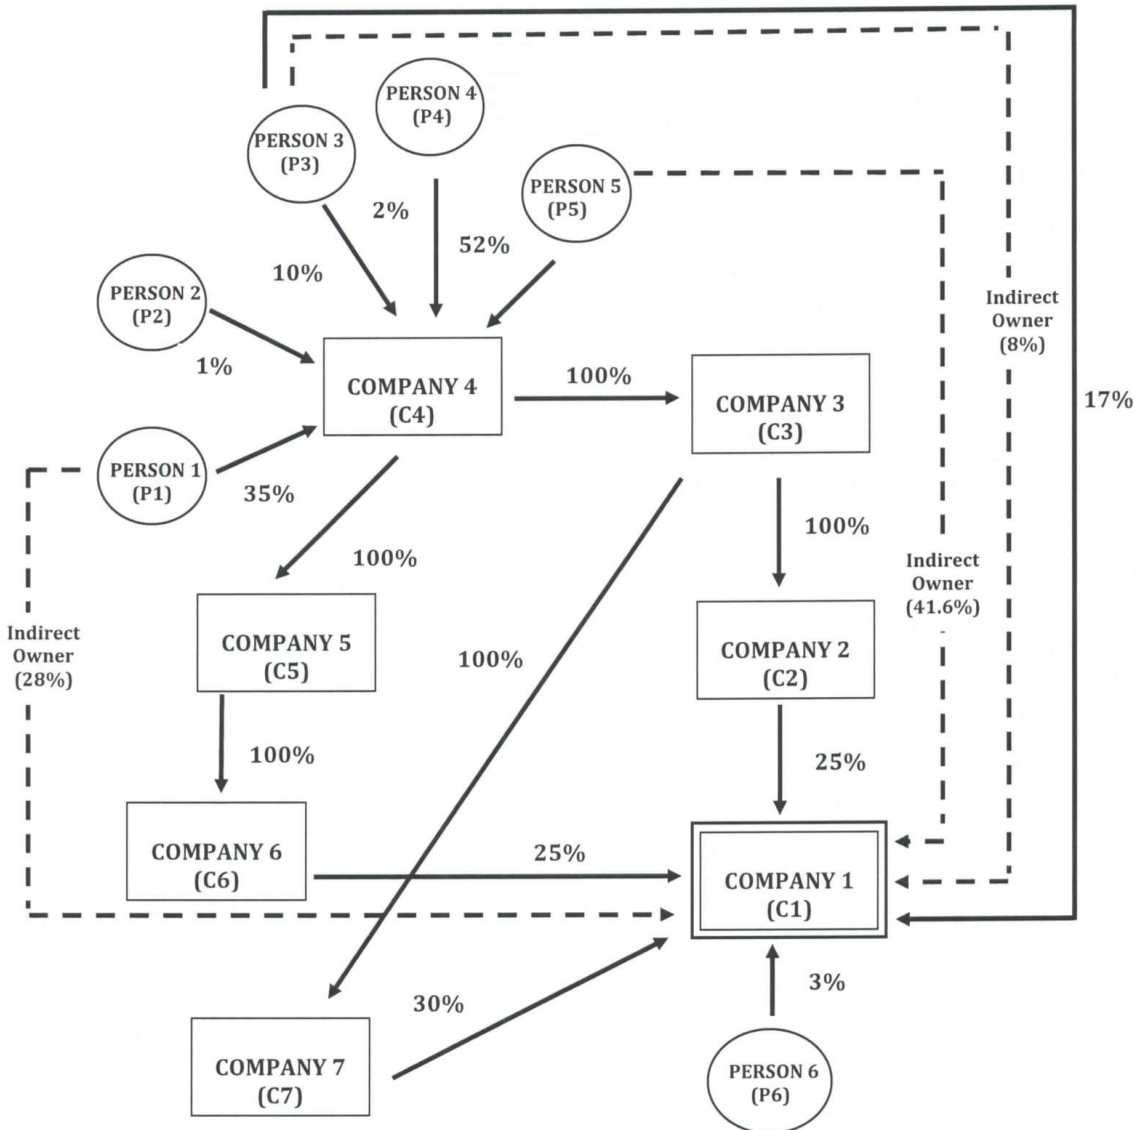 PERSON 4
(P4)
PERSON 3
(P3)
PERSON 5
(P5)
2%
52%
10%
PERSON 2
(P2)
1%
Indirect
Owner
(8%)
COMPANY 4
(C4)
100%
COMPANY 3
(C3)
17%
PERSON 1
(P1)
35%
100%
100%
Indirect
Owner
(41.6%)
Indirect
Owner
(28%)
COMPANY 5
(C5)
100%
COMPANY 2
(C2)
100%
25%
COMPANY 6
(C6)
25%
COMPANY 1
(C1)
30%
3%
COMPANY 7
(C7)
PERSON 6
(P6)